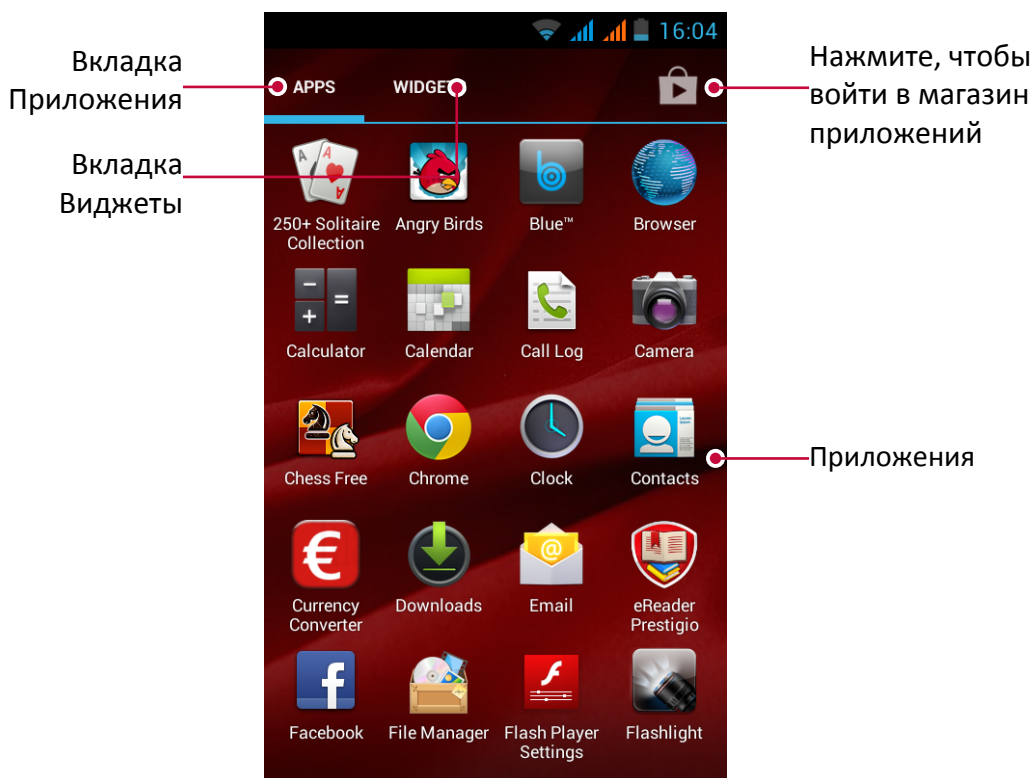 16:04
Вкладка
Приложения
APPS
WIDGET
Нажмите, чтобы
войти в магазин
приложений
Вкладка
Виджеты
250+ Solitaire
Collection
Angry Birds
Blue™
Browser
Calculator
Calendar
Call Log
Camera
Chess Free
Chrome
Clock
Contacts
Приложения
Currency
Converter
Downloads
Email
eReader
Prestigio
Facebook
File Manager
Flash Player
Settings
Flashlight